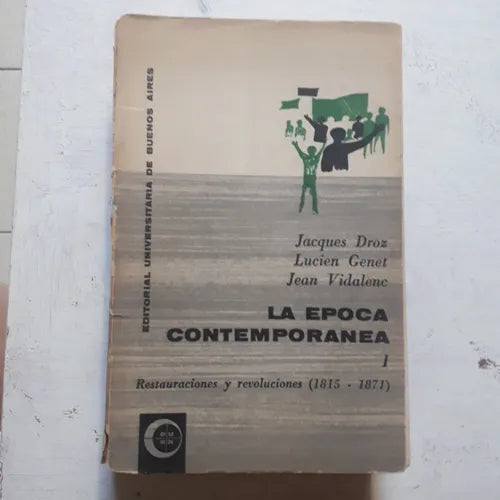 EDITORIAL UNIVERSITARIA DE BUENOS AIRES
Jacques Droz
Lucien Genet
Jean Vidalenc
LA EPOCA
CONTEMPORANEA
I
Restauraciones y revoluciones (1815 - 1871)